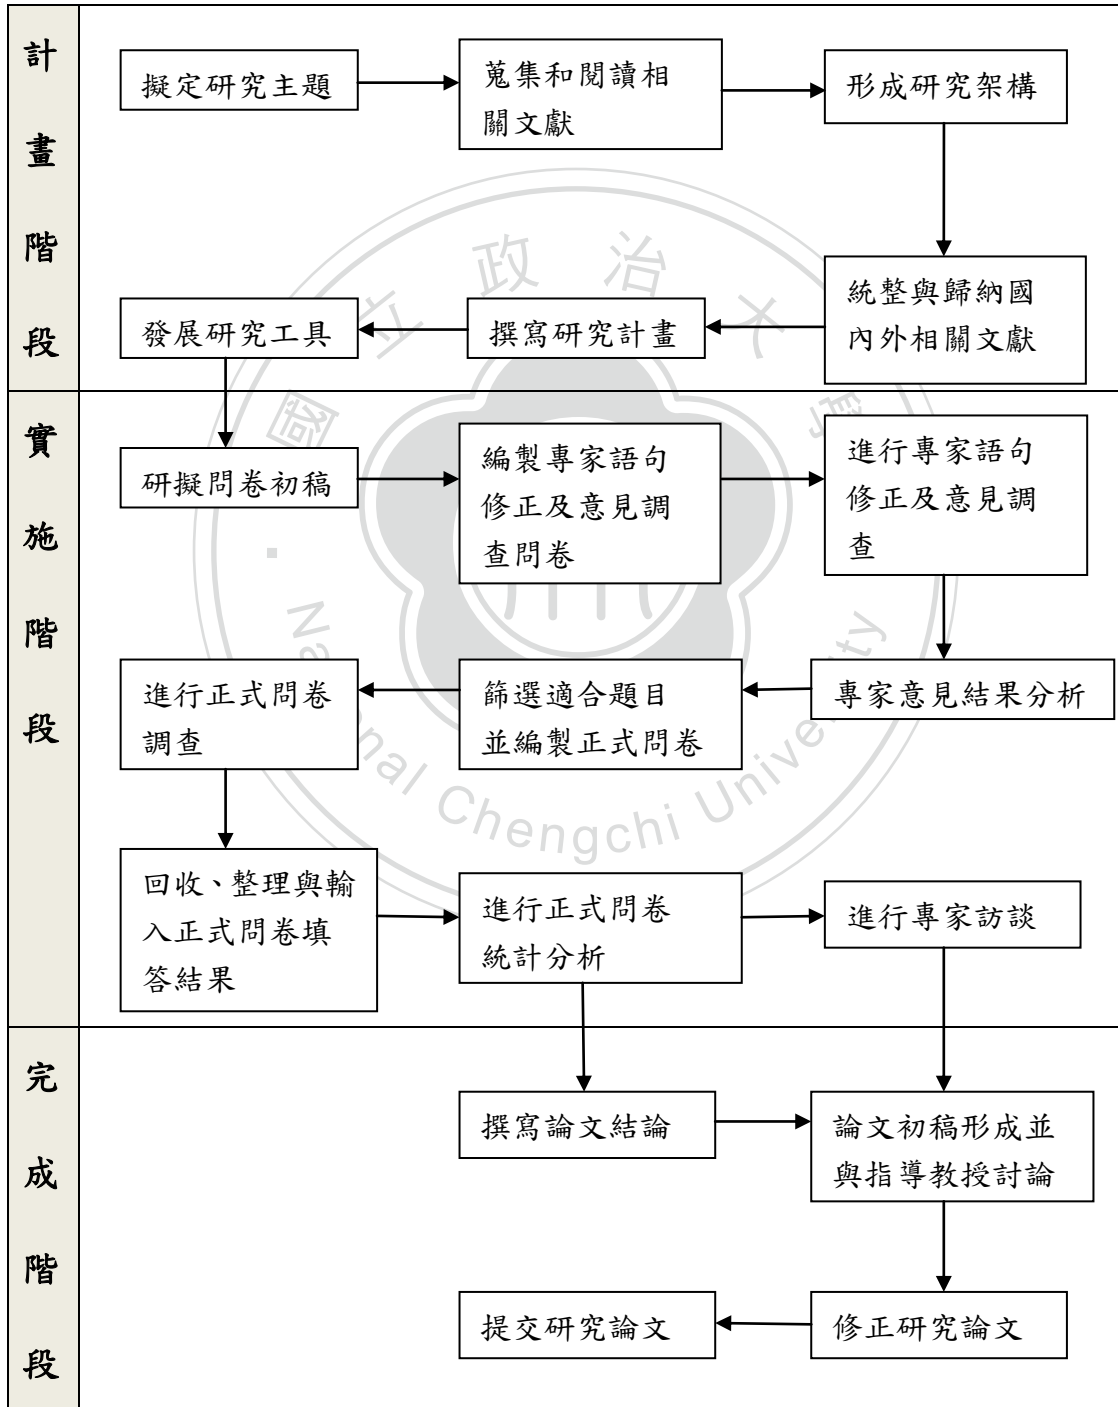 計畫階段
擬定研究主題
蒐集和閱讀相
關文獻
形成研究架構
統整與歸納國
內外相關文獻
撰寫研究計畫
發展研究工具
實施階段
研擬問卷初稿
編製專家語句
修正及意見調
查問卷
進行專家語句
修正及意見調
查
專家意見結果分析
篩選適合題目
並編製正式問卷
進行正式問卷
調查
回收、整理與輸
入正式問卷填
答結果
進行正式問卷
統計分析
進行專家訪談
完成階段
撰寫論文結論
論文初稿形成並
與指導教授討論
修正研究論文
提交研究論文
國立政治大
Chengchi University